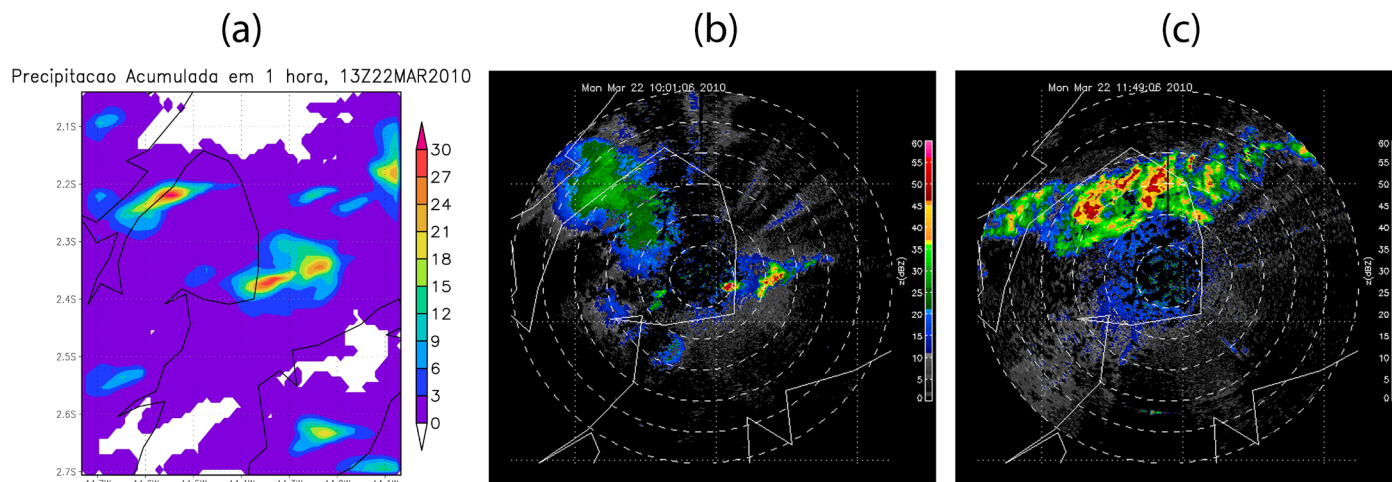 (a)
(b)
(c)
Precipitacao Acumulada em 1 hora, 13Z22MAR2010
2.1S
2.2S
2.3S
2.4S
2.5S
2.6S
2.7S
30
27
24
21
18
15
12
9
6
3
0
Mon Mar 22 10:01:06 2010
60
55
50
45
40
35
30
25
20
15
10
5
0
z(dBZ)
Mon Mar 22 11:49:06 2010
60
55
50
45
40
35
30
25
20
15
10
5
0
z(dBZ)